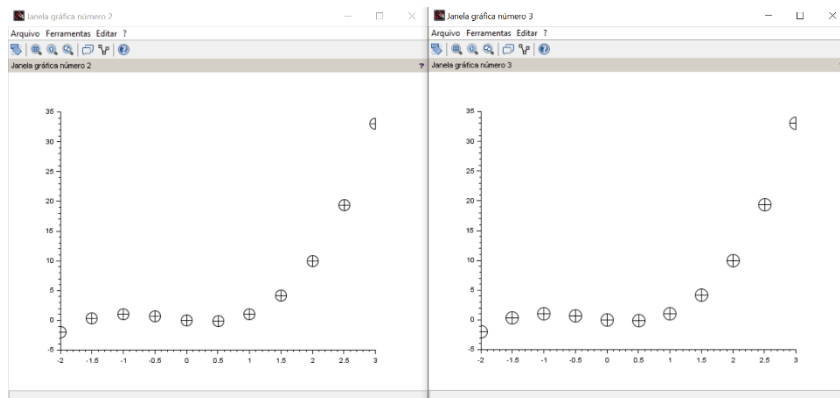 Janela gráfica número 2
Arquivo Ferramentas Editar ?
Janela gráfica número 2 ?
35
30
25
20
15
10
5
0
-5
-2 -1.5 -1 -0.5 0 0.5 1 1.5 2 2.5 3
Janela gráfica número 3
Arquivo Ferramentas Editar ?
Janela gráfica número 3 ?
35
30
25
20
15
10
5
0
-5
-2 -1.5 -1 -0.5 0 0.5 1 1.5 2 2.5 3